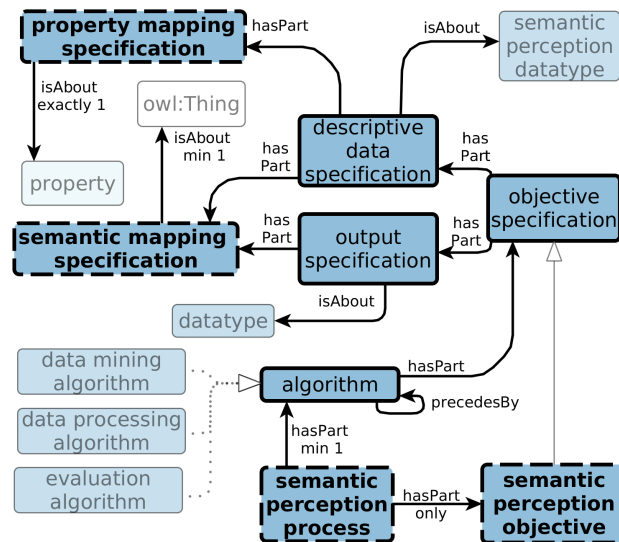 property mapping
specification
hasPart
isAbout
semantic
perception
datatype
isAbout
exactly 1
owl:Thing
isAbout
min 1
descriptive
data
specification
has
Part
has
Part
property
objective
specification
semantic mapping
specification
has
Part
output
specification
has
Part
isAbout
datatype
data mining
algorithm
algorithm
hasPart
precedesBy
data processing
algorithm
hasPart
min 1
evaluation
algorithm
semantic
perception
process
hasPart
only
semantic
perception
objective